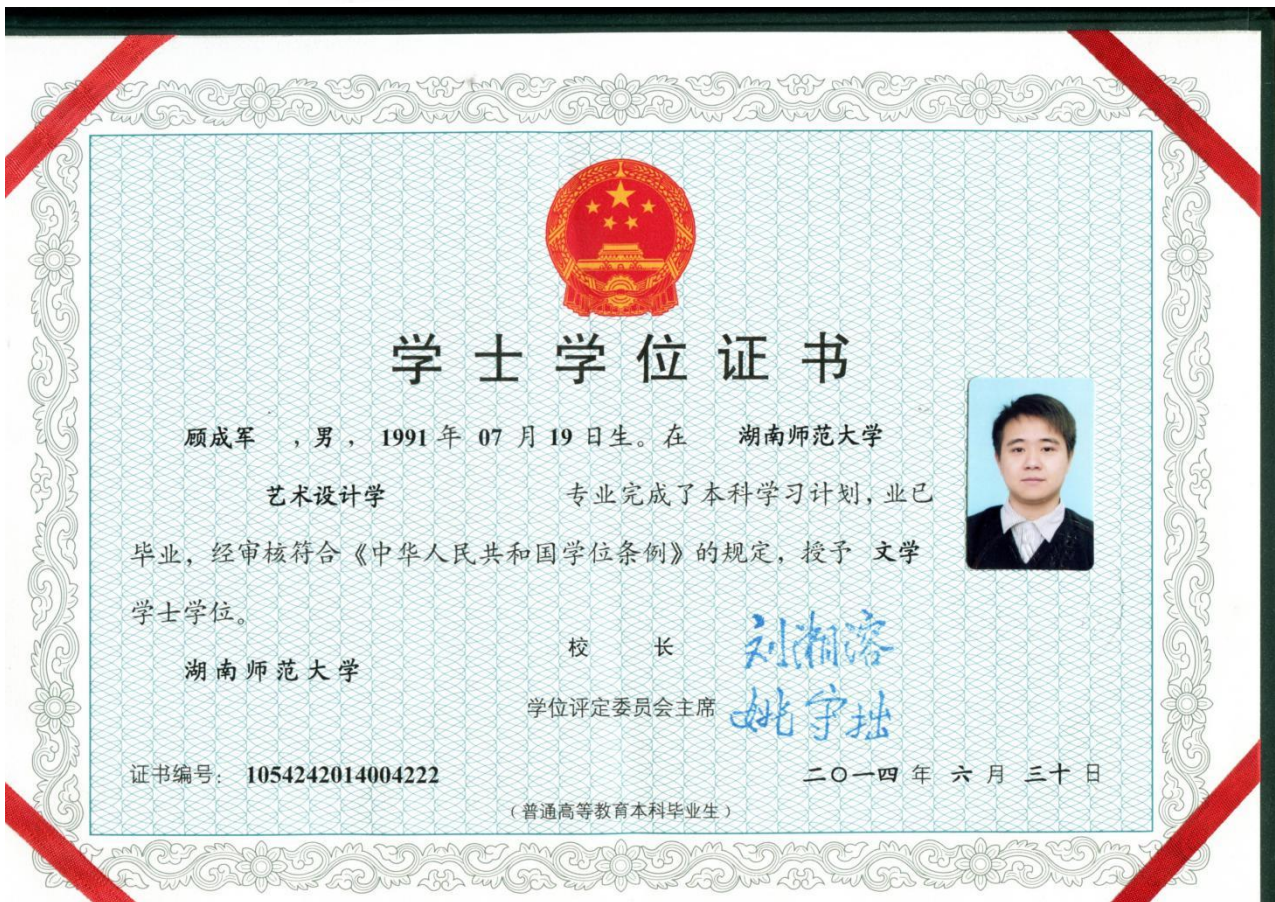 学士学位证书
顾成军 ，男， 1991 年 07 月 19 日生。在 湖南师范大学
艺术设计学 专业完成了本科学习计划，业已
毕业，经审核符合《中华人民共和国学位条例》的规定，授予 文学
学士学位。
湖南师范大学
校 长 刘湘溶
学位评定委员会主席 姚守拙
证书编号： 1054242014004222
二〇一四 年 六 月 三十 日
（普通高等教育本科毕业生）